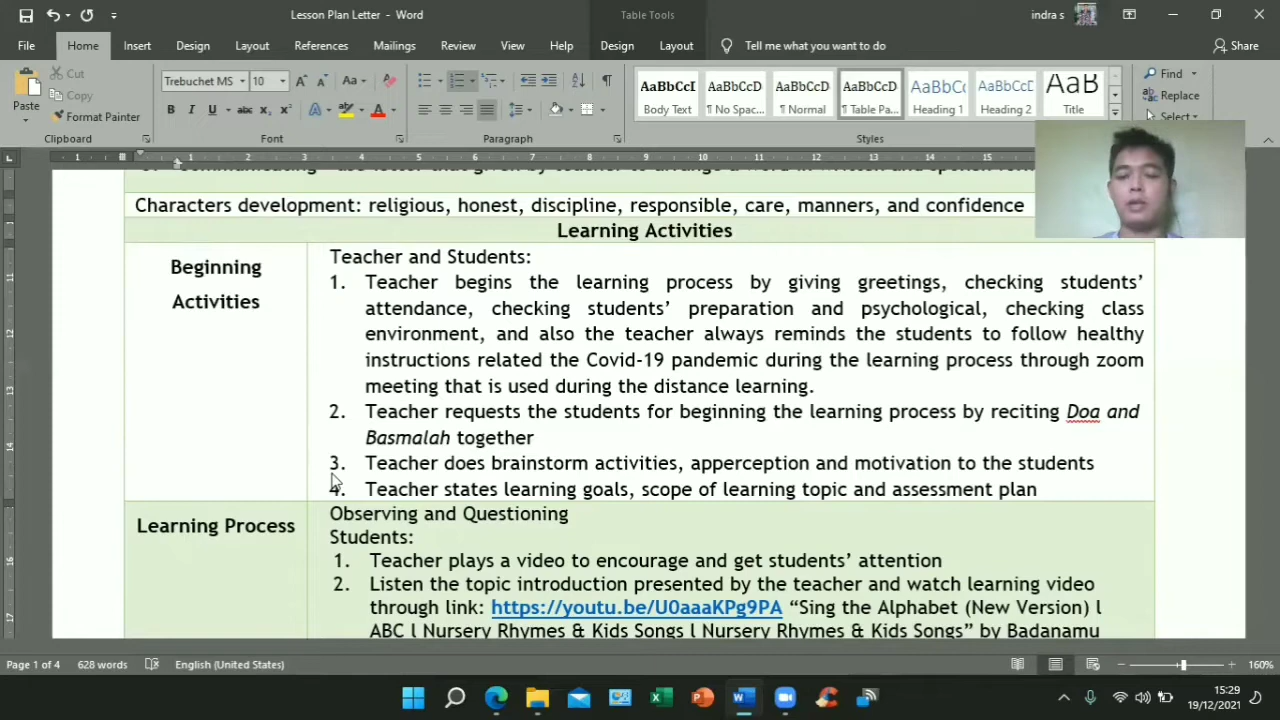 Lesson Plan Letter - Word
Table Tools
indra s
File Home Insert Design Layout References Mailings Review View Help Design Layout Tell me what you want to do Share
Paste
Cut
Copy
Format Painter
Clipboard
Trebuchet MS 10
Font
Paragraph
AaBbCcI AaBbCcD AaBbCcD AaBbCcD AaBbCc AaBbCcD AaB
Body Text ¶ No Spac... ¶ Normal ¶ Table Pa... Heading 1 Heading 2 Title
Styles
Find
Replace
Select
Characters development: religious, honest, discipline, responsible, care, manners, and confidence
Learning Activities
Beginning
Activities
Teacher and Students:
1. Teacher begins the learning process by giving greetings, checking students’
attendance, checking students’ preparation and psychological, checking class
environment, and also the teacher always reminds the students to follow healthy
instructions related the Covid-19 pandemic during the learning process through zoom
meeting that is used during the distance learning.
2. Teacher requests the students for beginning the learning process by reciting Doa and
Basmalah together
3. Teacher does brainstorm activities, apperception and motivation to the students
4. Teacher states learning goals, scope of learning topic and assessment plan
Learning Process
Observing and Questioning
Students:
1. Teacher plays a video to encourage and get students’ attention
2. Listen the topic introduction presented by the teacher and watch learning video
through link: https://youtu.be/U0aaaKPg9PA “Sing the Alphabet (New Version) l
ABC l Nursery Rhymes & Kids Songs l Nursery Rhymes & Kids Songs” by Badanamu
Page 1 of 4 628 words English (United States) 160%
15:29
19/12/2021